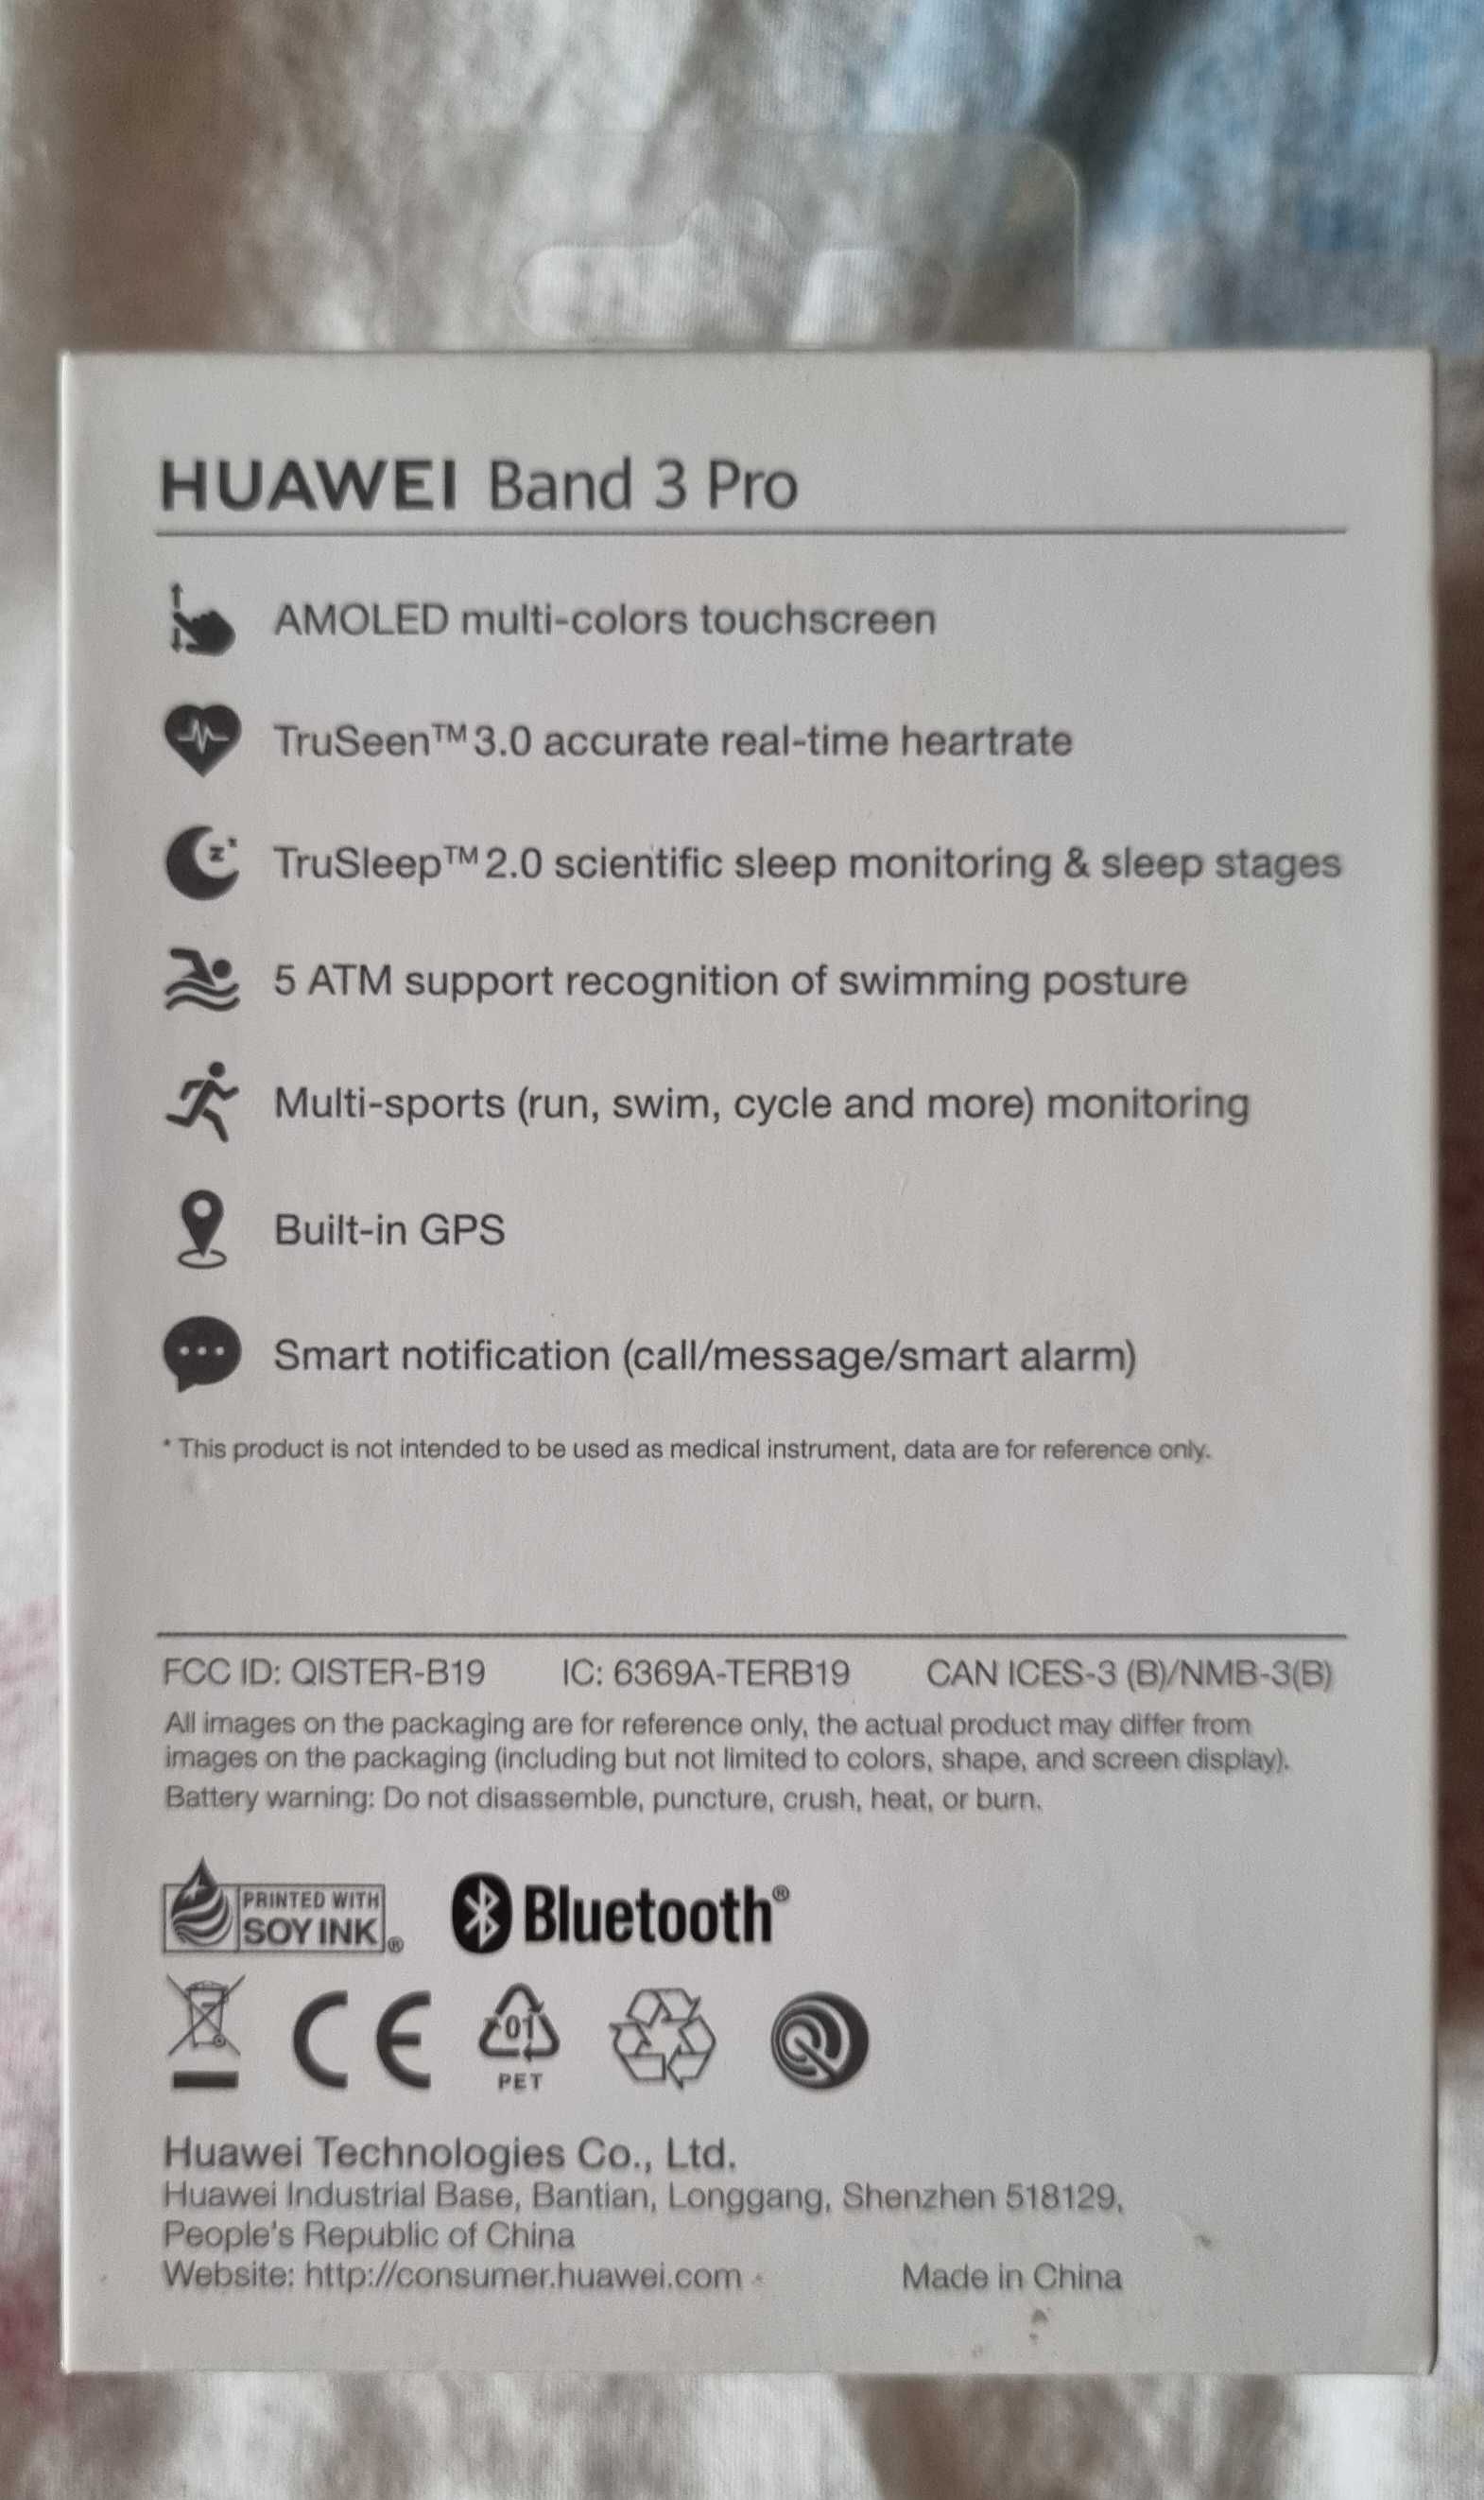 HUAWEI Band 3 Pro
AMOLED multi-colors touchscreen
TruSeen™ 3.0 accurate real-time heartrate
TruSleep™ 2.0 scientific sleep monitoring & sleep stages
5 ATM support recognition of swimming posture
Multi-sports (run, swim, cycle and more) monitoring
Built-in GPS
Smart notification (call/message/smart alarm)
* This product is not intended to be used as medical instrument, data are for reference only.
FCC ID: QISTER-B19 IC: 6369A-TERB19 CAN ICES-3 (B)/NMB-3(B)
All images on the packaging are for reference only, the actual product may differ from
images on the packaging (including but not limited to colors, shape, and screen display).
Battery warning: Do not disassemble, puncture, crush, heat, or burn.
PRINTED WITH
SOY INK®
Bluetooth®
CE
01
PET
Huawei Technologies Co., Ltd.
Huawei Industrial Base, Bantian, Longgang, Shenzhen 518129,
People's Republic of China
Website: http://consumer.huawei.com Made in China